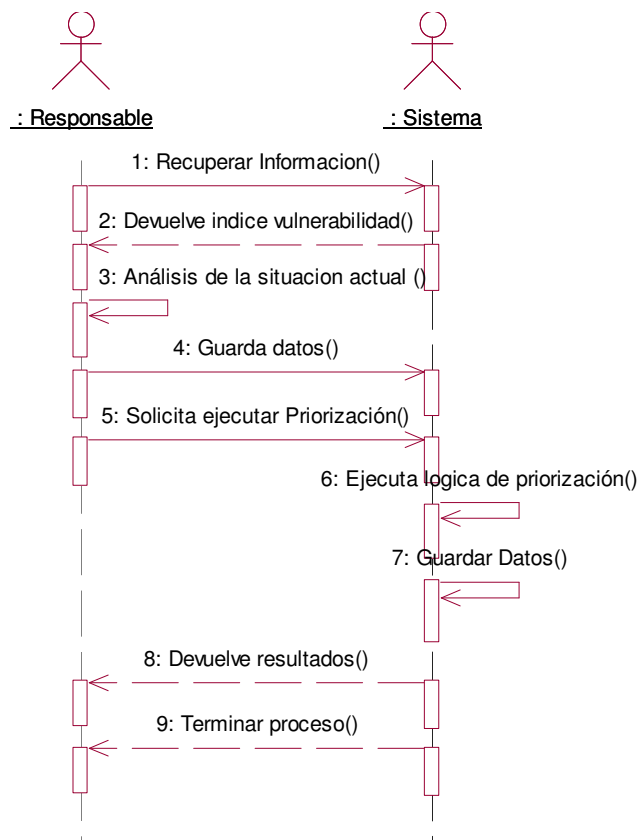 : Responsable
: Sistema
1: Recuperar Informacion()
2: Devuelve indice vulnerabilidad()
3: Análisis de la situacion actual ()
4: Guarda datos()
5: Solicita ejecutar Priorización()
6: Ejecuta logica de priorización()
7: Guardar Datos()
8: Devuelve resultados()
9: Terminar proceso()